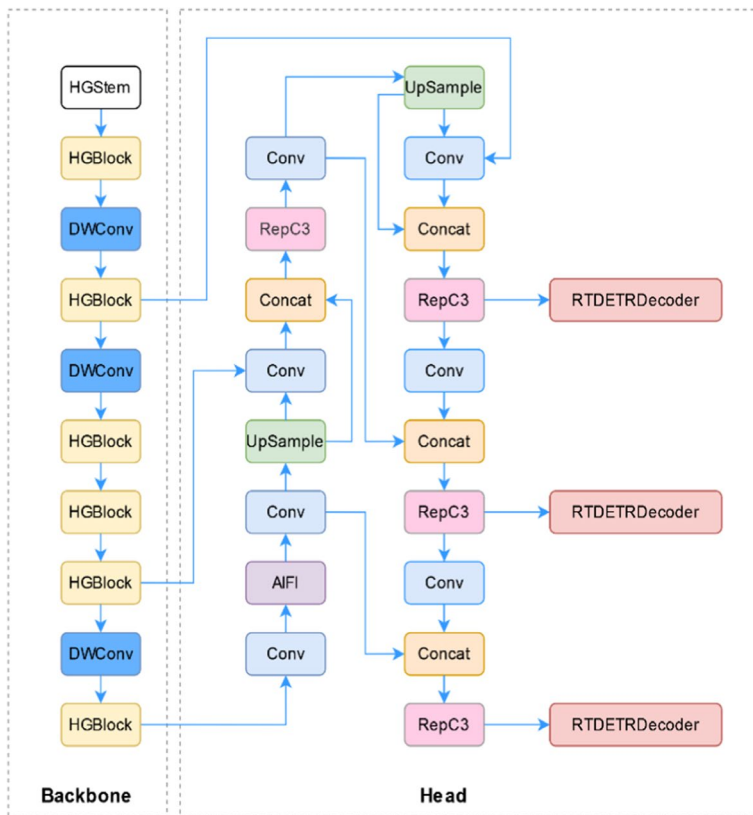 HGStem
HGBlock
DWConv
HGBlock
DWConv
HGBlock
HGBlock
HGBlock
DWConv
HGBlock
Backbone
Conv
RepC3
Concat
Conv
UpSample
Conv
AIFI
Conv
UpSample
Conv
Concat
RepC3
RTDETRDecoder
Conv
Concat
RepC3
RTDETRDecoder
Conv
Concat
RepC3
RTDETRDecoder
Head